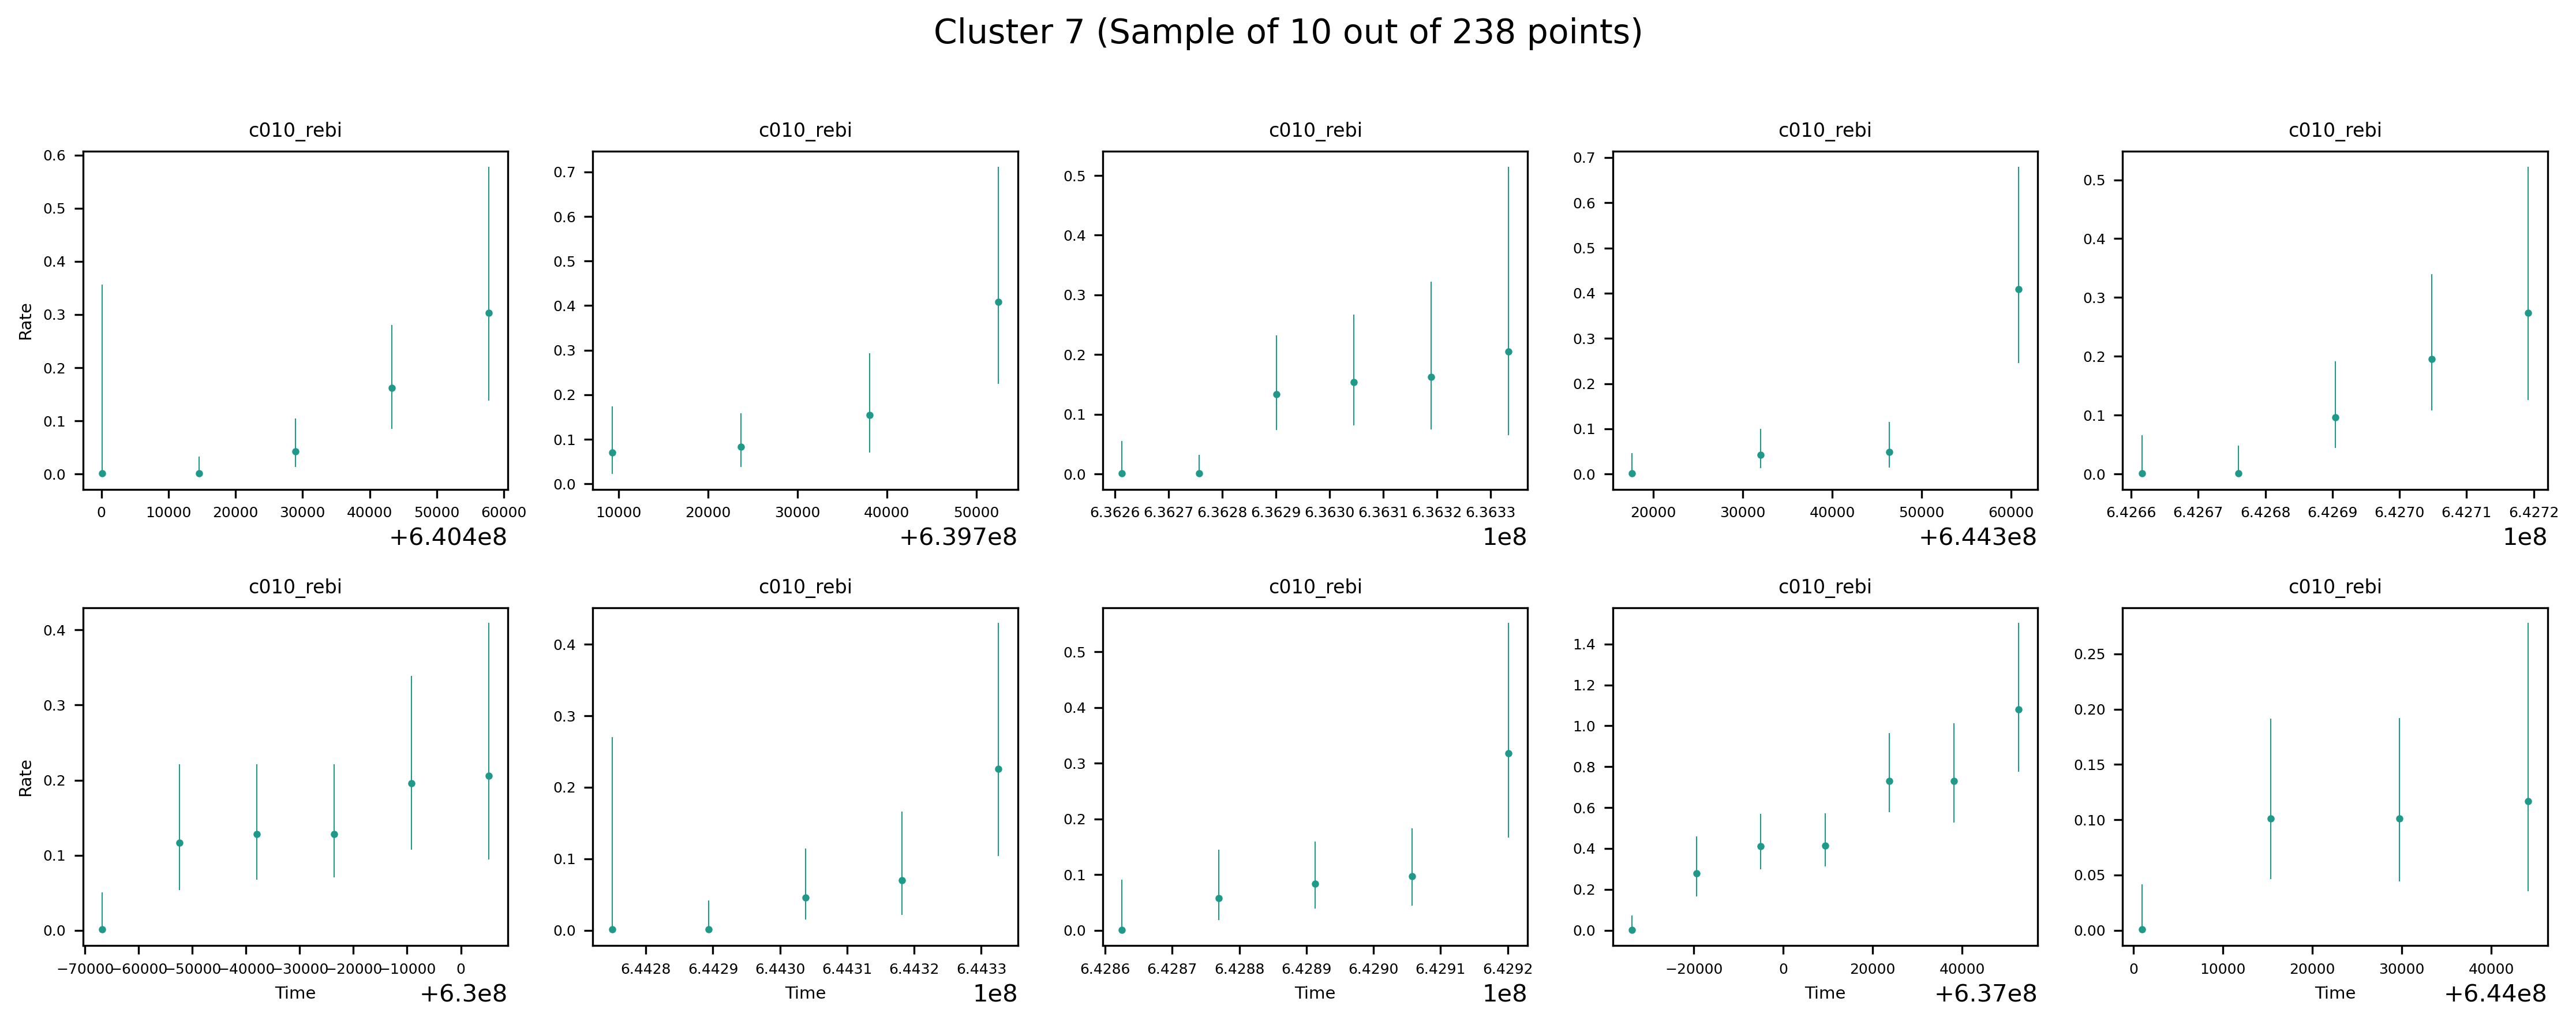 Cluster 7 (Sample of 10 out of 238 points)
c010_rebi c010_rebi c010_rebi c010_rebi c010_rebi
Rate
0.6
0.5
0.4
0.3
0.2
0.1
0.0
0 10000 20000 30000 40000 50000 60000
+6.404e8
0.7
0.6
0.5
0.4
0.3
0.2
0.1
0.0
10000 20000 30000 40000 50000
+6.397e8
0.5
0.4
0.3
0.2
0.1
0.0
6.3626 6.3627 6.3628 6.3629 6.3630 6.3631 6.3632 6.3633
1e8
0.7
0.6
0.5
0.4
0.3
0.2
0.1
0.0
20000 30000 40000 50000 60000
+6.443e8
0.5
0.4
0.3
0.2
0.1
0.0
6.4266 6.4267 6.4268 6.4269 6.4270 6.4271 6.4272
1e8
c010_rebi c010_rebi c010_rebi c010_rebi c010_rebi
Rate
0.4
0.3
0.2
0.1
0.0
−70000 −60000 −50000 −40000 −30000 −20000 −10000 0
Time
+6.3e8
0.4
0.3
0.2
0.1
0.0
6.4428 6.4429 6.4430 6.4431 6.4432 6.4433
Time
1e8
0.5
0.4
0.3
0.2
0.1
0.0
6.4286 6.4287 6.4288 6.4289 6.4290 6.4291 6.4292
Time
1e8
1.4
1.2
1.0
0.8
0.6
0.4
0.2
0.0
−20000 0 20000 40000
Time
+6.37e8
0.25
0.20
0.15
0.10
0.05
0.00
0 10000 20000 30000 40000
Time
+6.44e8